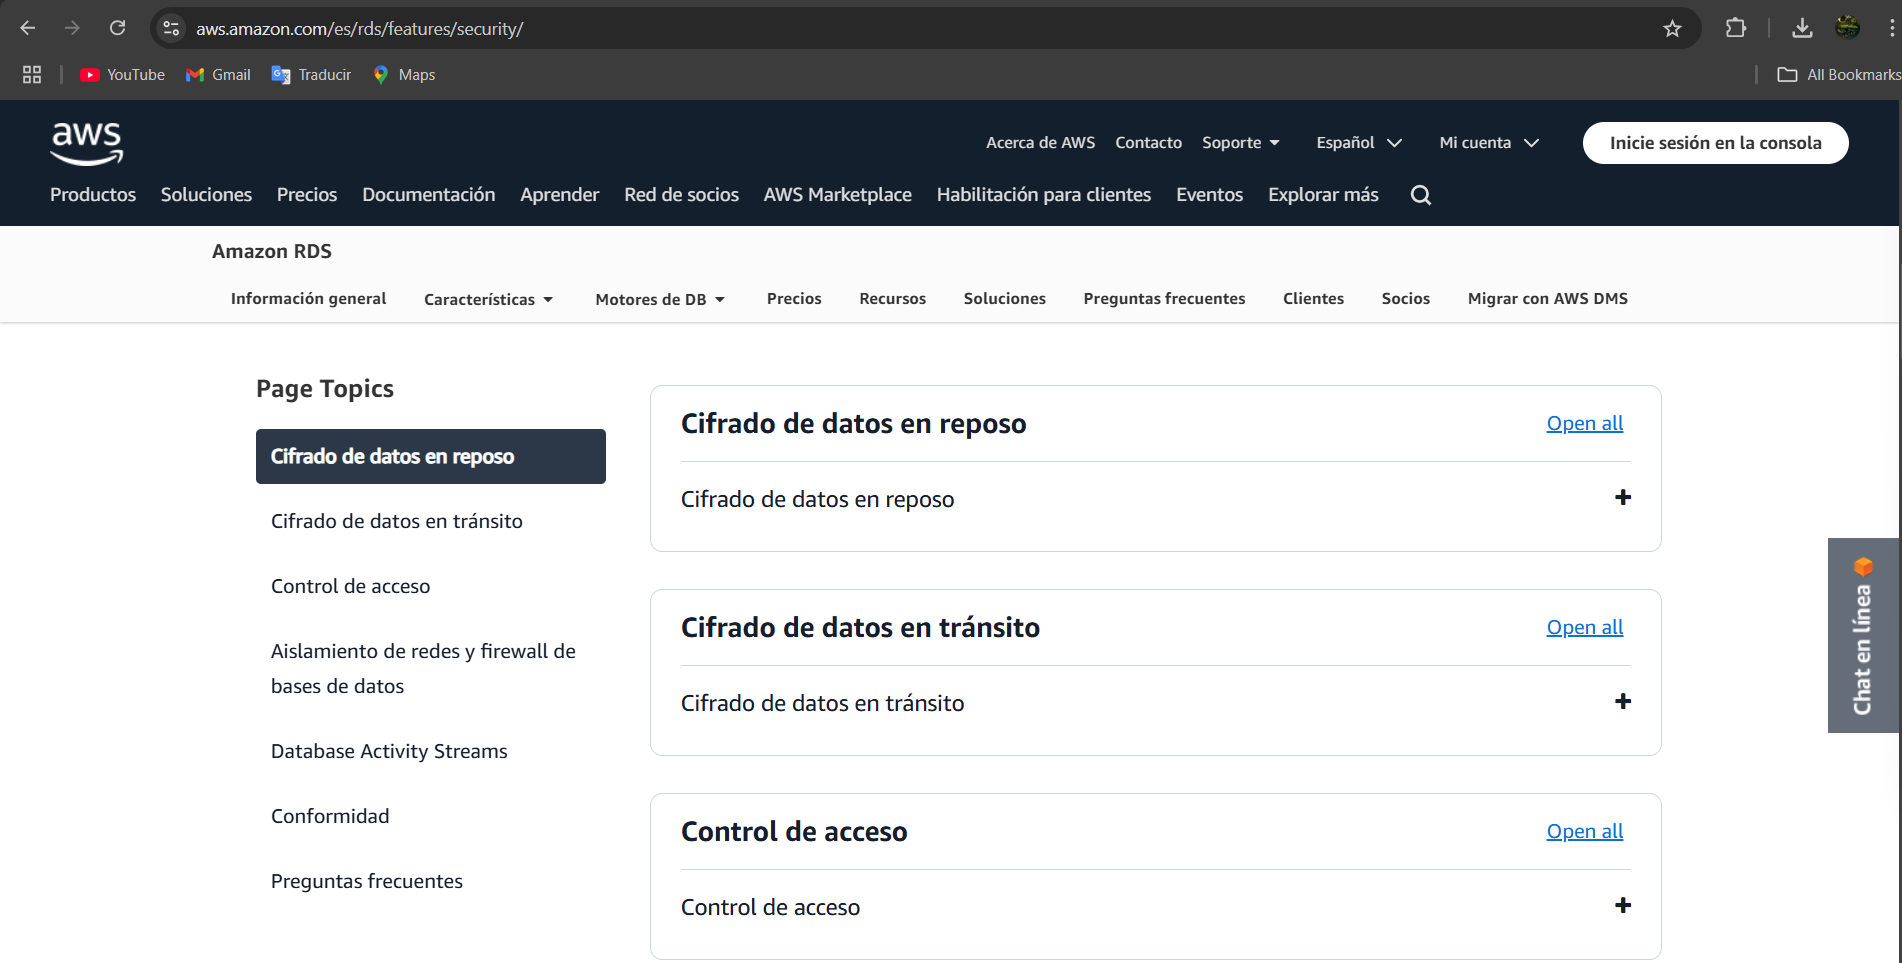 aws.amazon.com/es/rds/features/security/
YouTube
Gmail
Traducir
Maps
All Bookmarks
aws
Acerca de AWS
Contacto
Soporte
Español
Mi cuenta
Inicie sesión en la consola
Productos
Soluciones
Precios
Documentación
Aprender
Red de socios
AWS Marketplace
Habilitación para clientes
Eventos
Explorar más
Amazon RDS
Información general
Características
Motores de DB
Precios
Recursos
Soluciones
Preguntas frecuentes
Clientes
Socios
Migrar con AWS DMS
Page Topics
Cifrado de datos en reposo
Cifrado de datos en tránsito
Control de acceso
Aislamiento de redes y firewall de
bases de datos
Database Activity Streams
Conformidad
Preguntas frecuentes
Cifrado de datos en reposo
Open all
Cifrado de datos en reposo
Cifrado de datos en tránsito
Open all
Cifrado de datos en tránsito
Control de acceso
Open all
Control de acceso
Chat en línea